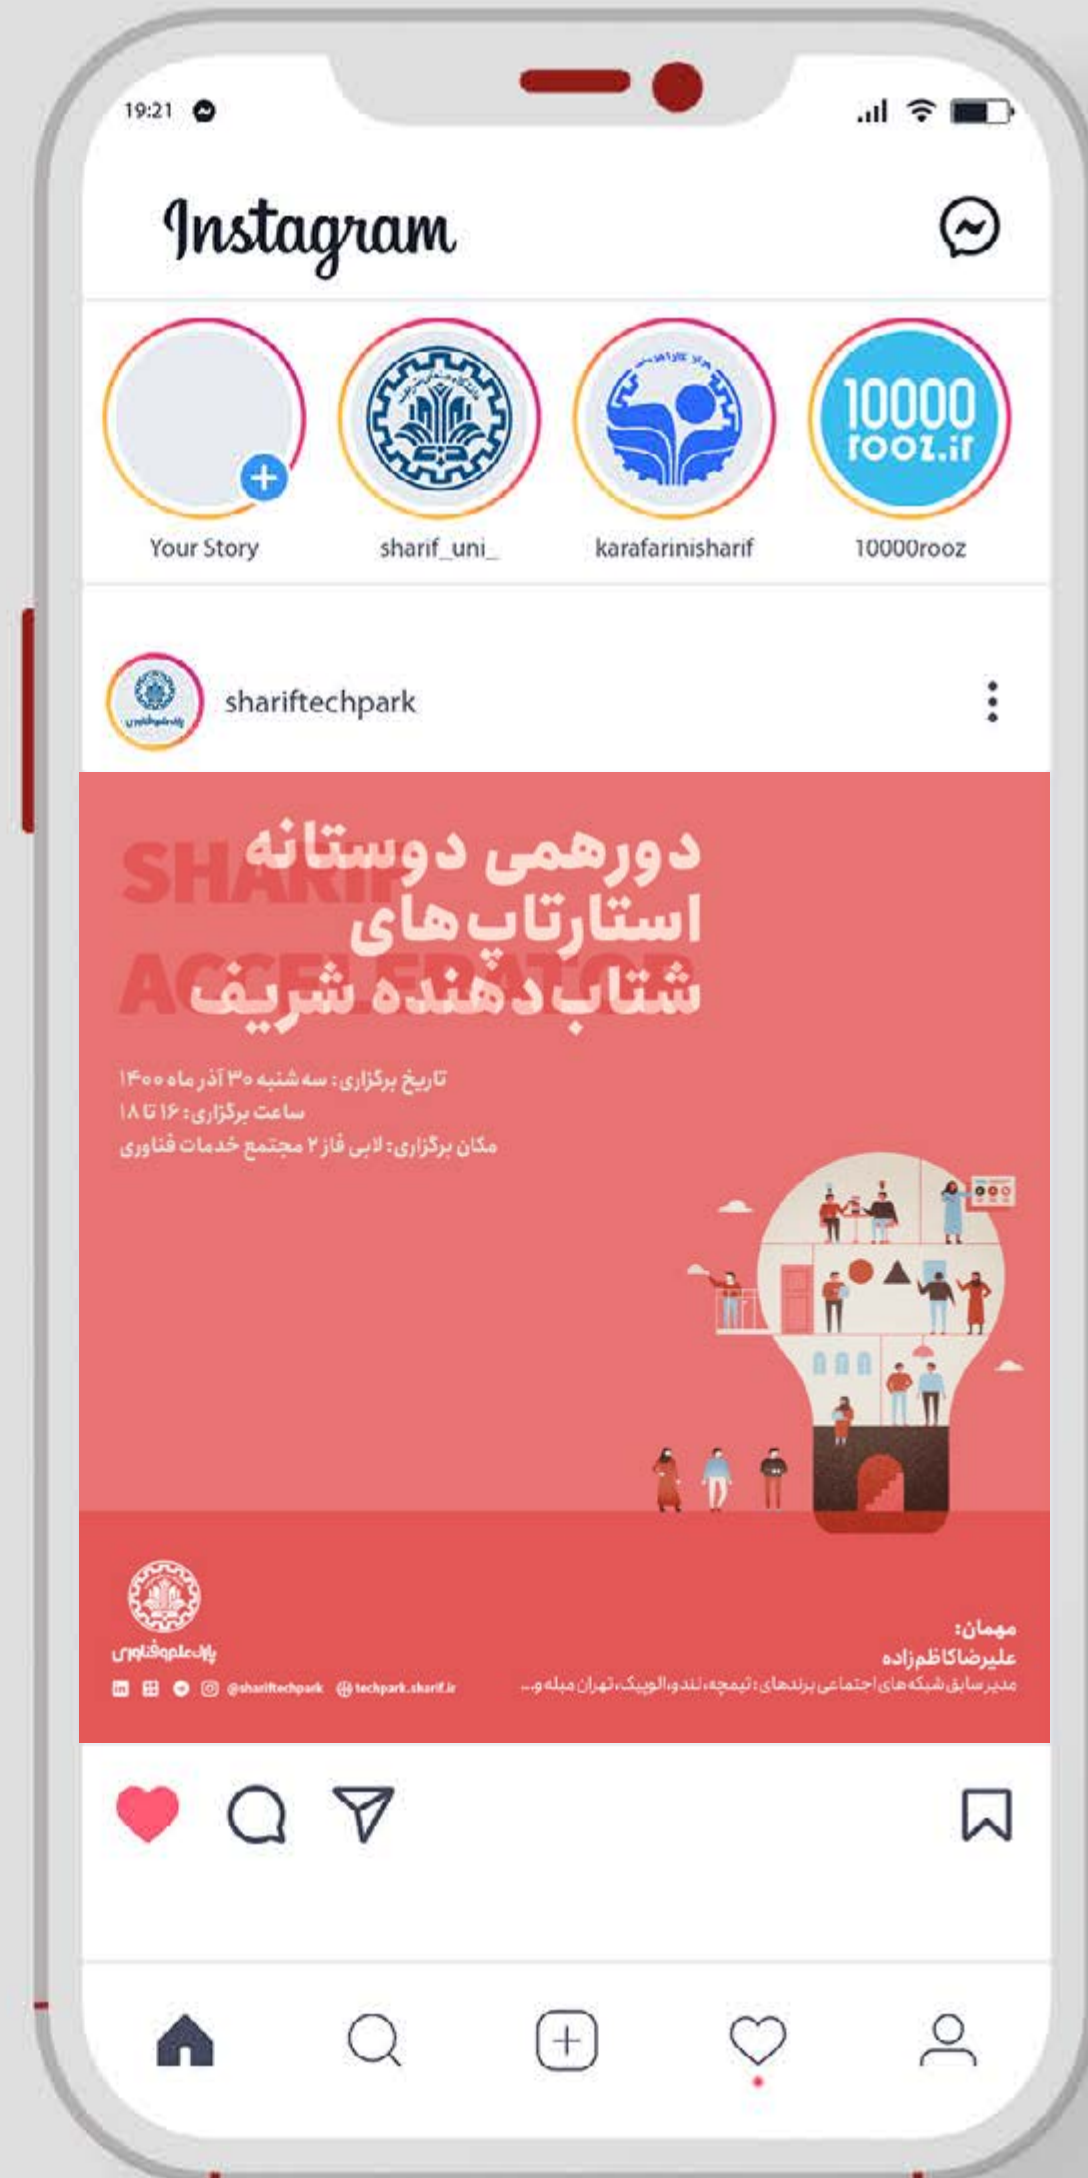 19:21
Instagram
10000
rooz.ir
Your Story
sharif_uni_
karafarinisharif
10000rooz
shariftechpark
SHARIF
ACCELERATOR
دورهمی دوستانه
استارتاپ‌های
شتاب‌دهنده شریف
تاریخ برگزاری: سه‌شنبه ۳۰ آذر ماه ۱۴۰۰
ساعت برگزاری: ۱۶ تا ۱۸
مکان برگزاری: لابی فاز ۲ مجتمع خدمات فناوری
پارک علم و فناوری
@shariftechpark techpark.sharif.ir
مهمان:
علیرضا کاظم‌زاده
مدیر سابق شبکه‌های اجتماعی برندهای: تیمچه، لندو، الوپیک، تهران مبله و...